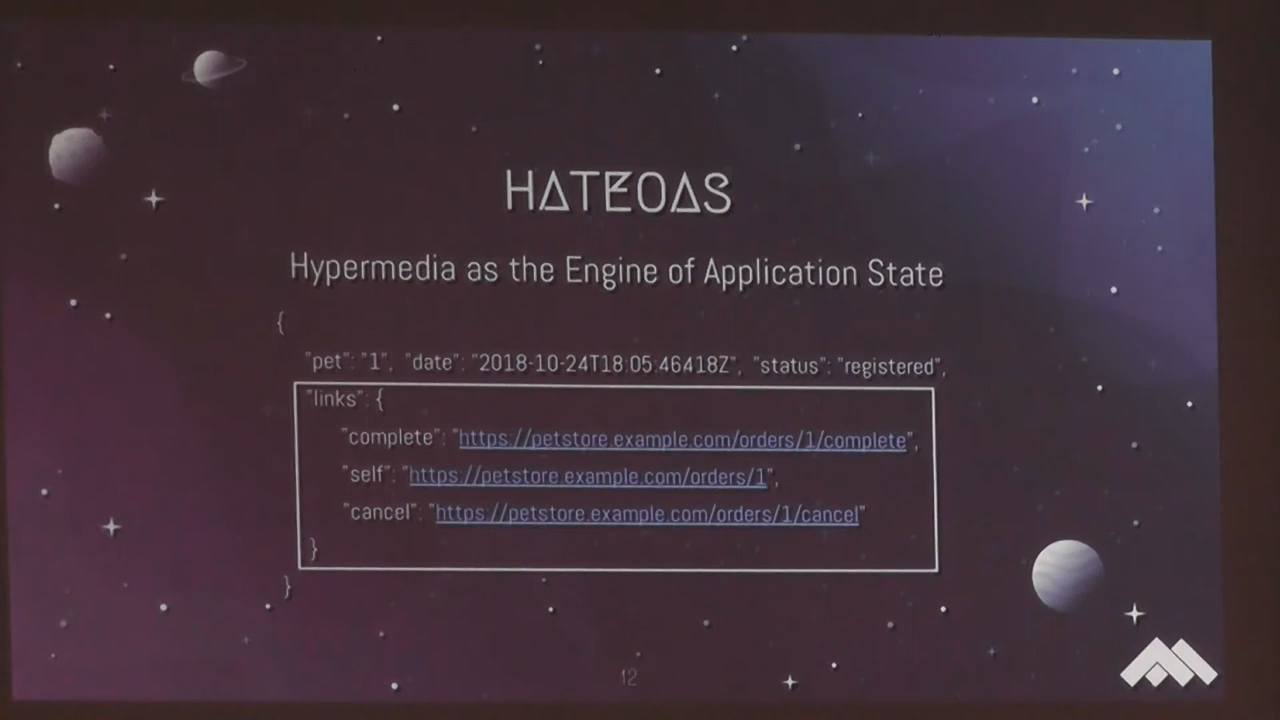 HATEOAS
Hypermedia as the Engine of Application State
{
"pet": "1", "date": "2018-10-24T18:05:46418Z", "status": "registered",
"links": {
"complete": "https://petstore.example.com/orders/1/complete",
"self": "https://petstore.example.com/orders/1",
"cancel": "https://petstore.example.com/orders/1/cancel"
}
}
12